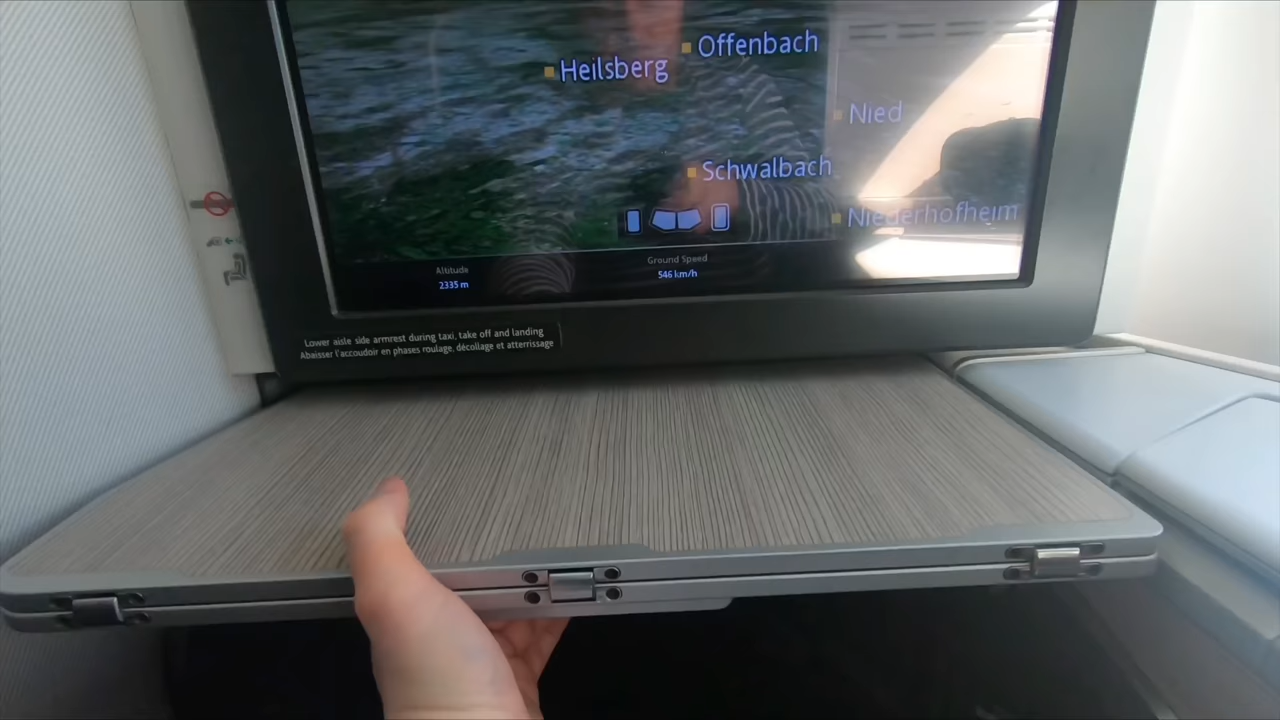 Offenbach
Heilsberg
Nied
Schwalbach
Niederhofheim
Altitude
2335 m
Ground Speed
546 km/h
Lower aisle side armrest during taxi, take off and landing
Abaisser l'accoudoir en phases roulage, décollage et atterrissage